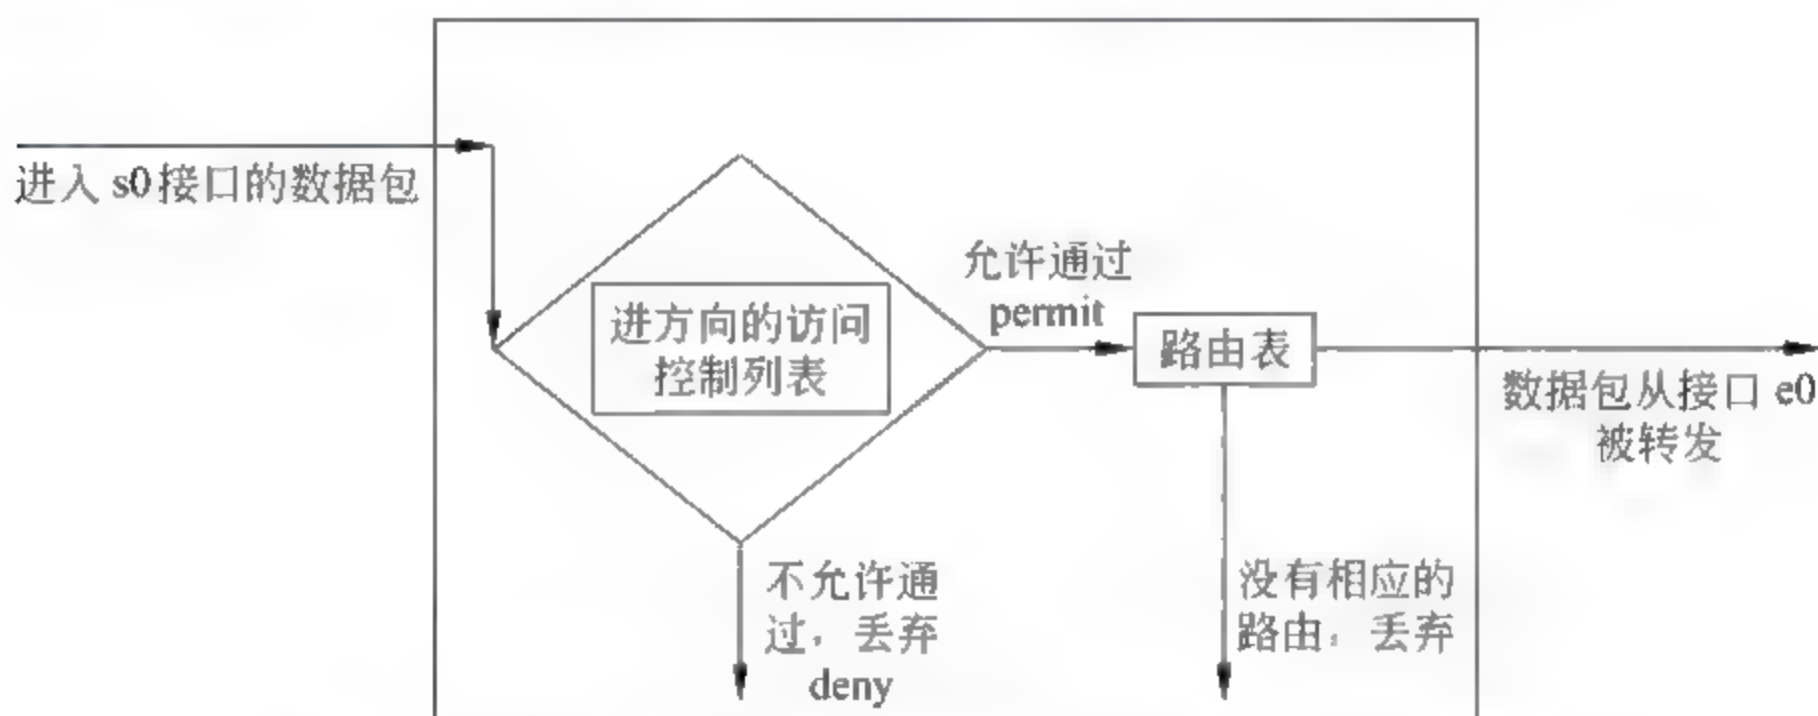 进入 s0 接口的数据包
进方向的访问
控制列表
允许通过
permit
路由表
数据包从接口 e0
被转发
不允许通
过，丢弃
deny
没有相应的
路由，丢弃